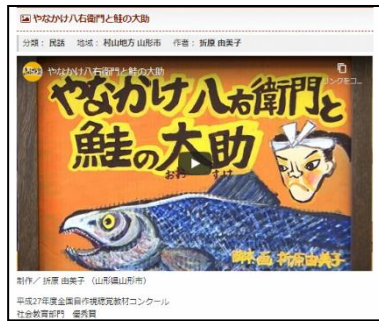 やなかけ八右衛門と鮭の大助
分類： 民話　地域： 村山地方 山形市　作者： 折原 由美子
やなかけ八右衛門と鮭の大助
リンクをコ...
やなかけ八右衛門と
鮭の大助
おおすけ
脚本・画 折原由美子
制作／ 折原 由美子 （山形県山形市）
平成27年度全国自作視聴覚教材コンクール
社会教育部門　優秀賞